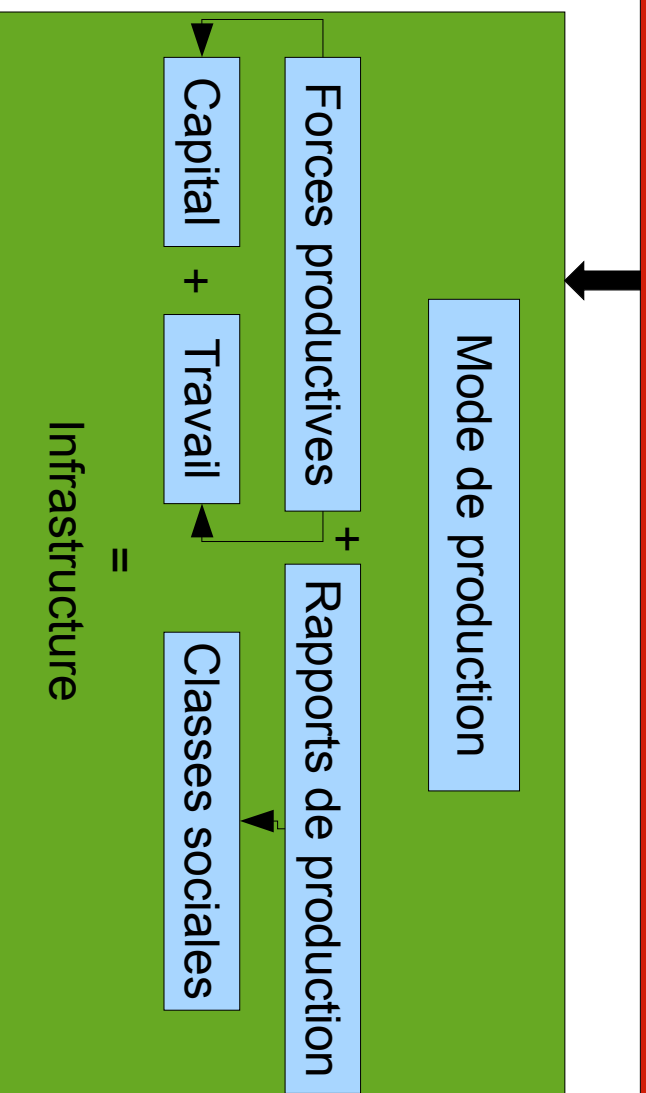 Mode de production
Forces productives + Rapports de production
Capital + Travail Classes sociales
=
Infrastructure